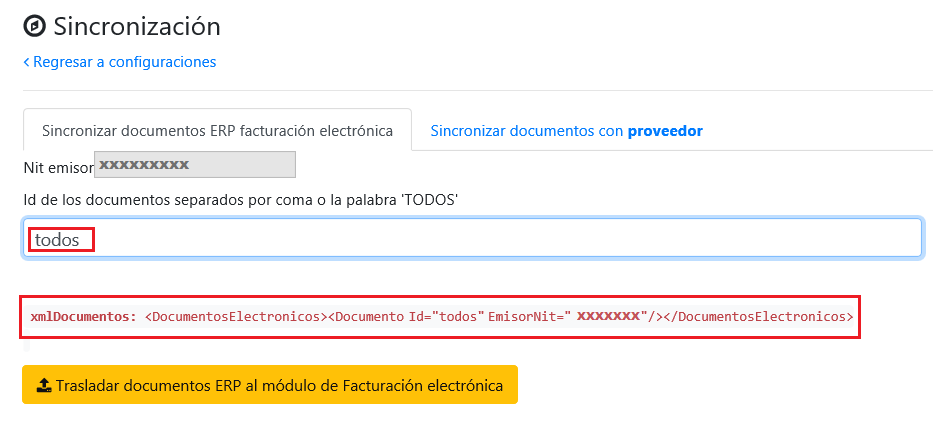 Sincronización
< Regresar a configuraciones
Sincronizar documentos ERP facturación electrónica
Sincronizar documentos con proveedor
Nit emisor xxxxxxxxx
Id de los documentos separados por coma o la palabra 'TODOS'
todos
xmlDocumentos: <DocumentosElectronicos><Documento Id="todos" EmisorNit=" xxxxxxx"/></DocumentosElectronicos>
Trasladar documentos ERP al módulo de Facturación electrónica